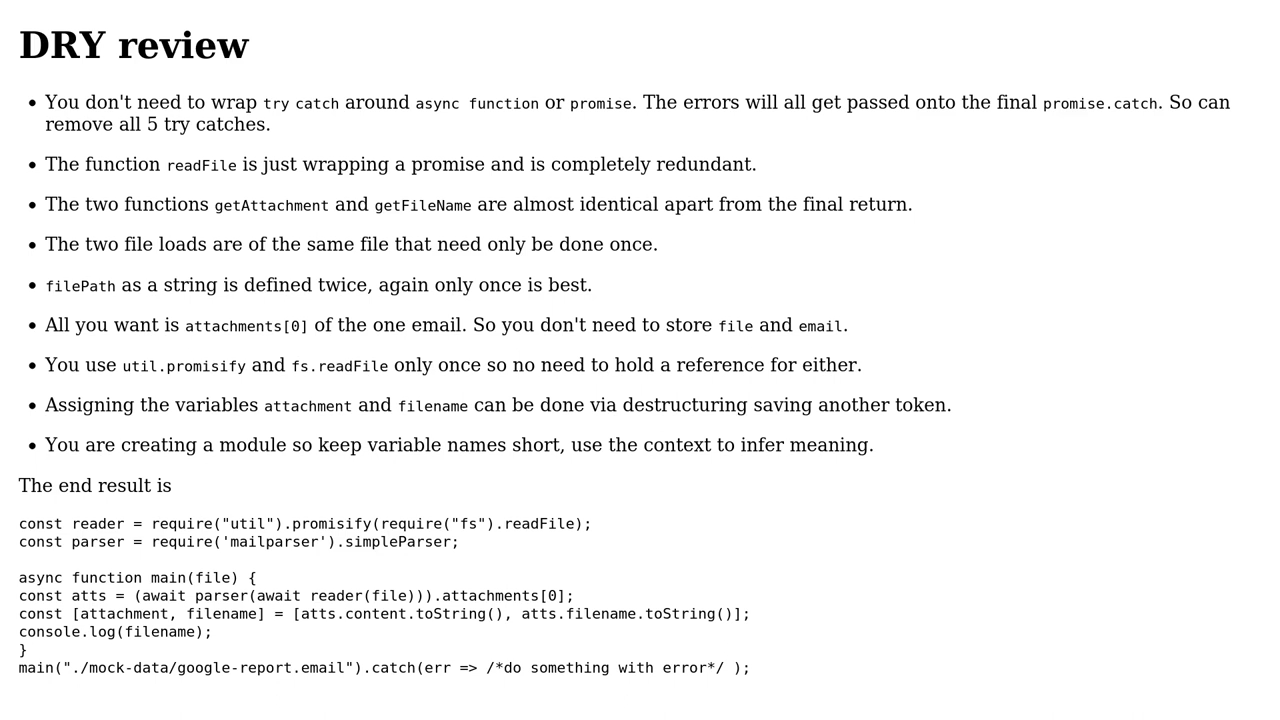 DRY review
• You don't need to wrap try catch around async function or promise. The errors will all get passed onto the final promise.catch. So can
remove all 5 try catches.
• The function readFile is just wrapping a promise and is completely redundant.
• The two functions getAttachment and getFileName are almost identical apart from the final return.
• The two file loads are of the same file that need only be done once.
• filePath as a string is defined twice, again only once is best.
• All you want is attachments[0] of the one email. So you don't need to store file and email.
• You use util.promisify and fs.readFile only once so no need to hold a reference for either.
• Assigning the variables attachment and filename can be done via destructuring saving another token.
• You are creating a module so keep variable names short, use the context to infer meaning.
The end result is
const reader = require("util").promisify(require("fs").readFile);
const parser = require('mailparser').simpleParser;
async function main(file) {
const atts = (await parser(await reader(file))).attachments[0];
const [attachment, filename] = [atts.content.toString(), atts.filename.toString()];
console.log(filename);
}
main("./mock-data/google-report.email").catch(err => /*do something with error*/ );